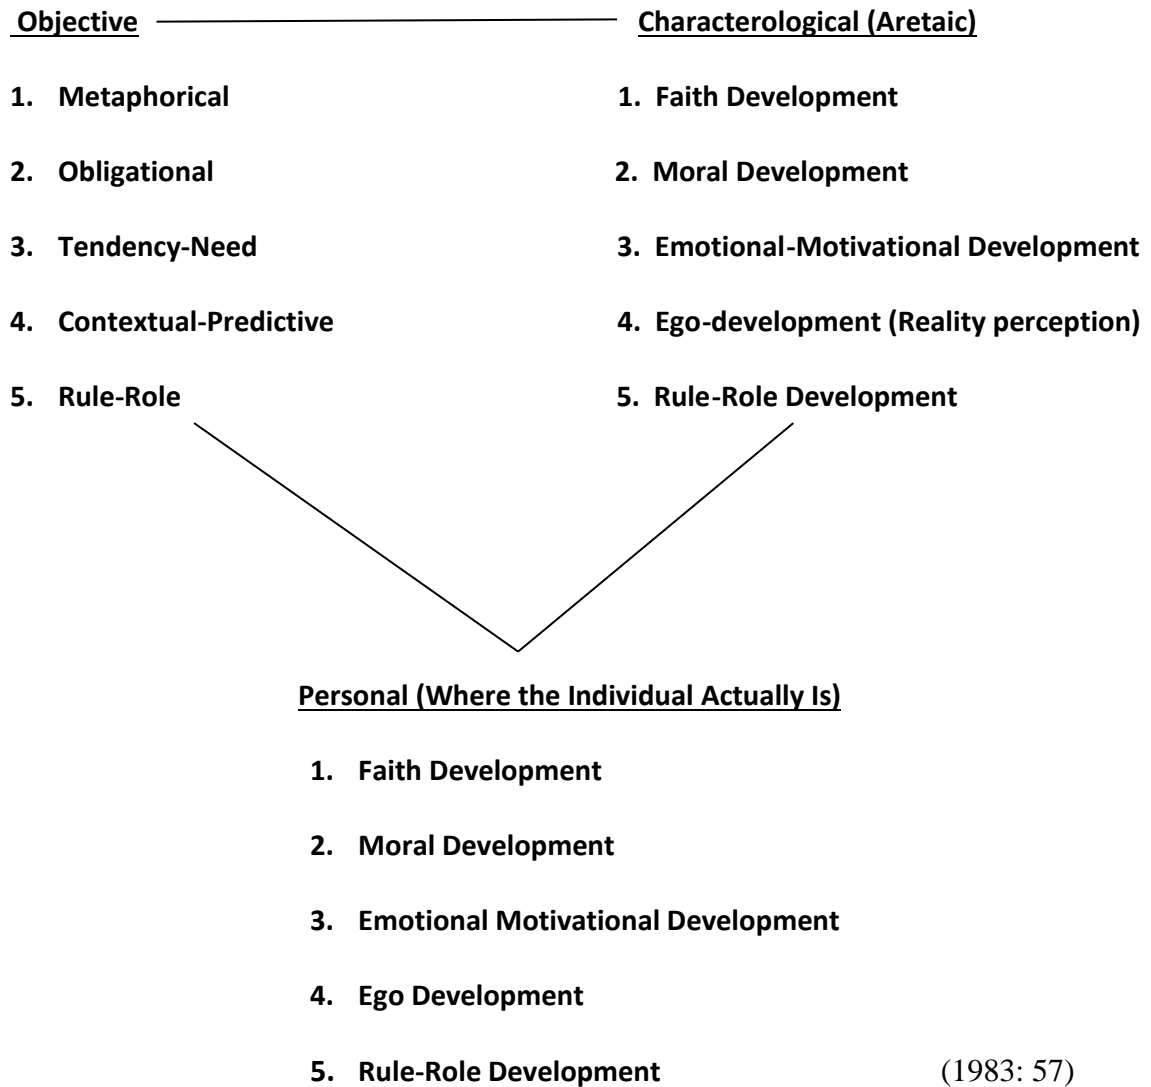 Objective
Characterological (Aretaic)
1. Metaphorical
2. Obligational
3. Tendency-Need
4. Contextual-Predictive
5. Rule-Role
1. Faith Development
2. Moral Development
3. Emotional-Motivational Development
4. Ego-development (Reality perception)
5. Rule-Role Development
Personal (Where the Individual Actually Is)
1. Faith Development
2. Moral Development
3. Emotional Motivational Development
4. Ego Development
5. Rule-Role Development
(1983: 57)